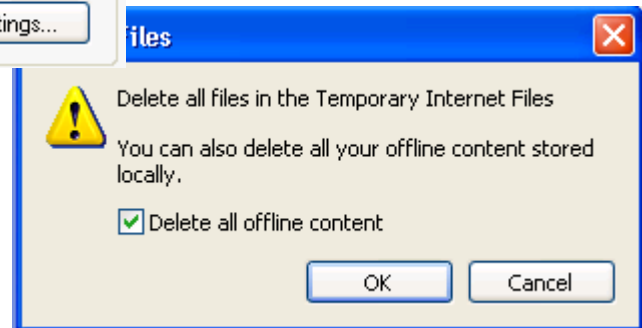 tings...
iles
Delete all files in the Temporary Internet Files
You can also delete all your offline content stored
locally.
Delete all offline content
OK Cancel